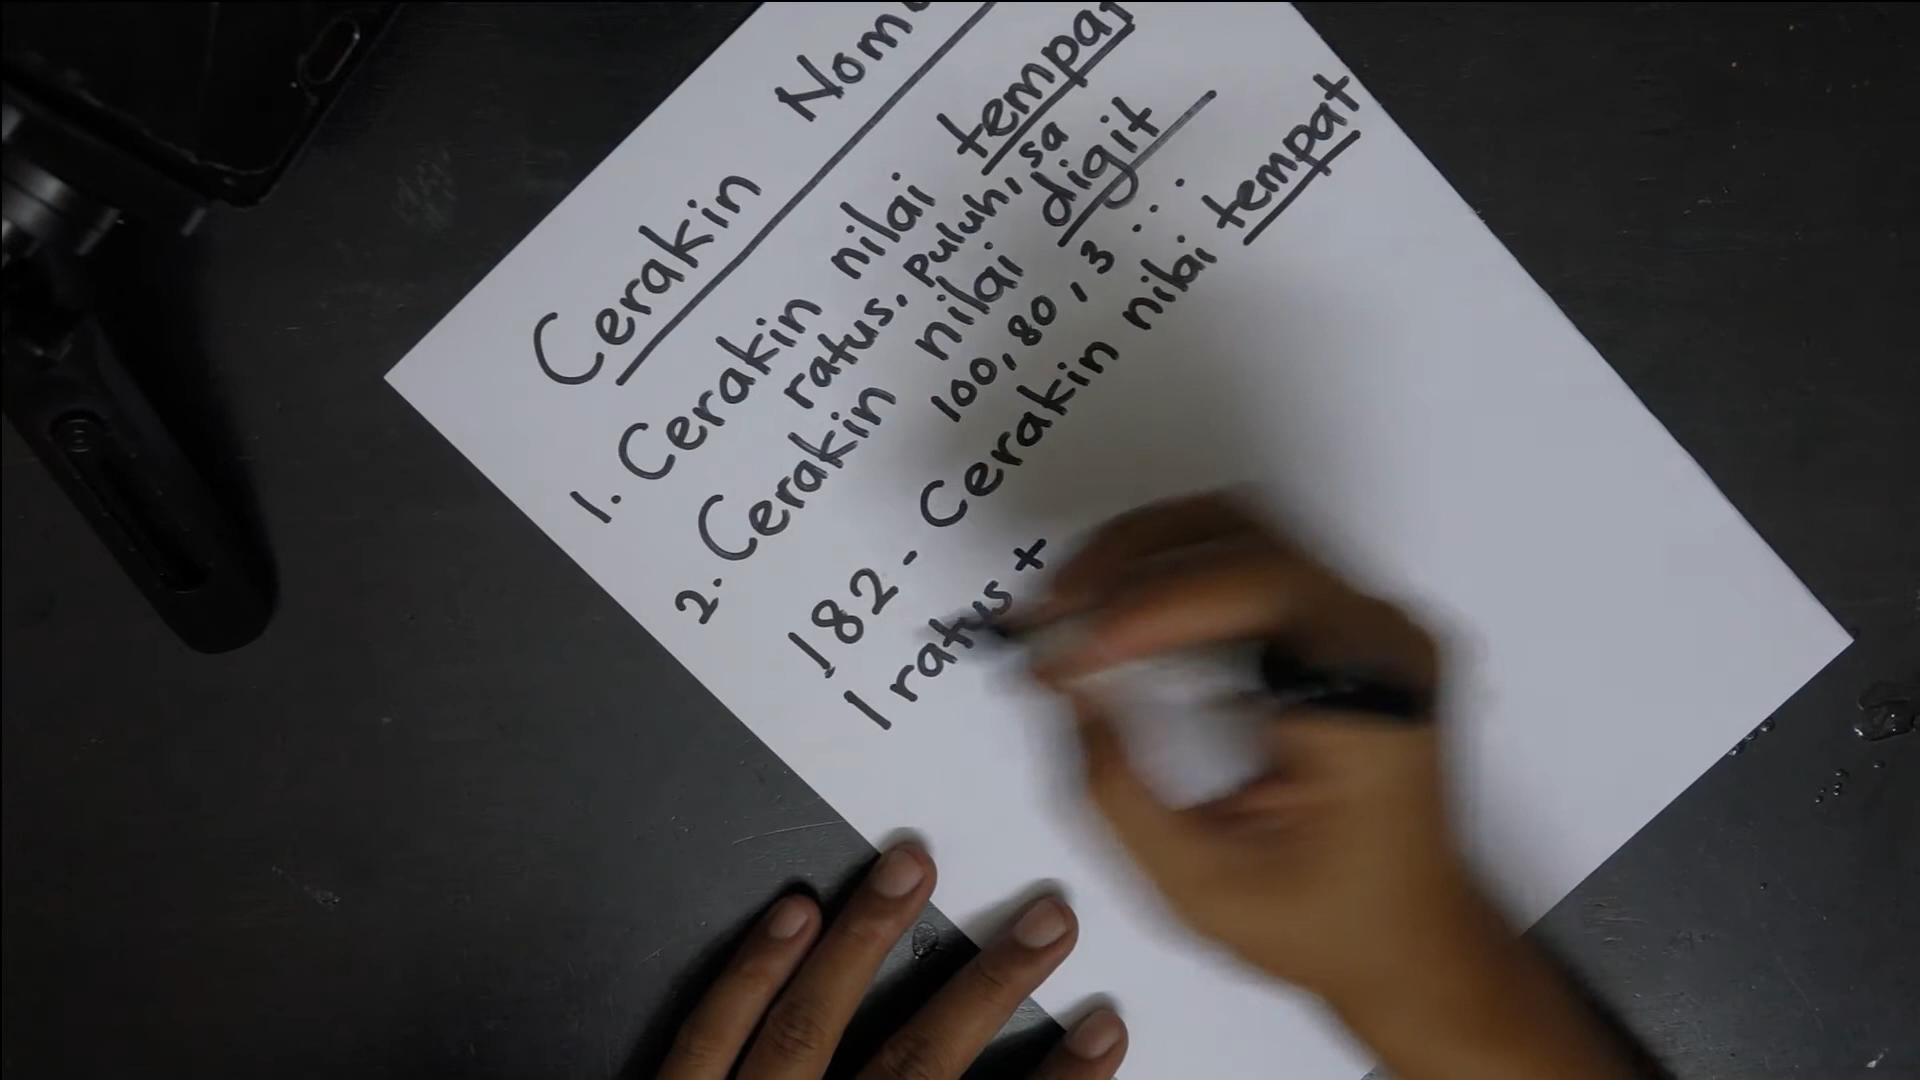 Cerakin
1. Cerakin nilai tempat
ratus, puluh, sa
2. Cerakin nilai digit
100, 80, 3 ...
182 - Cerakin nilai tempat
1 ratus +